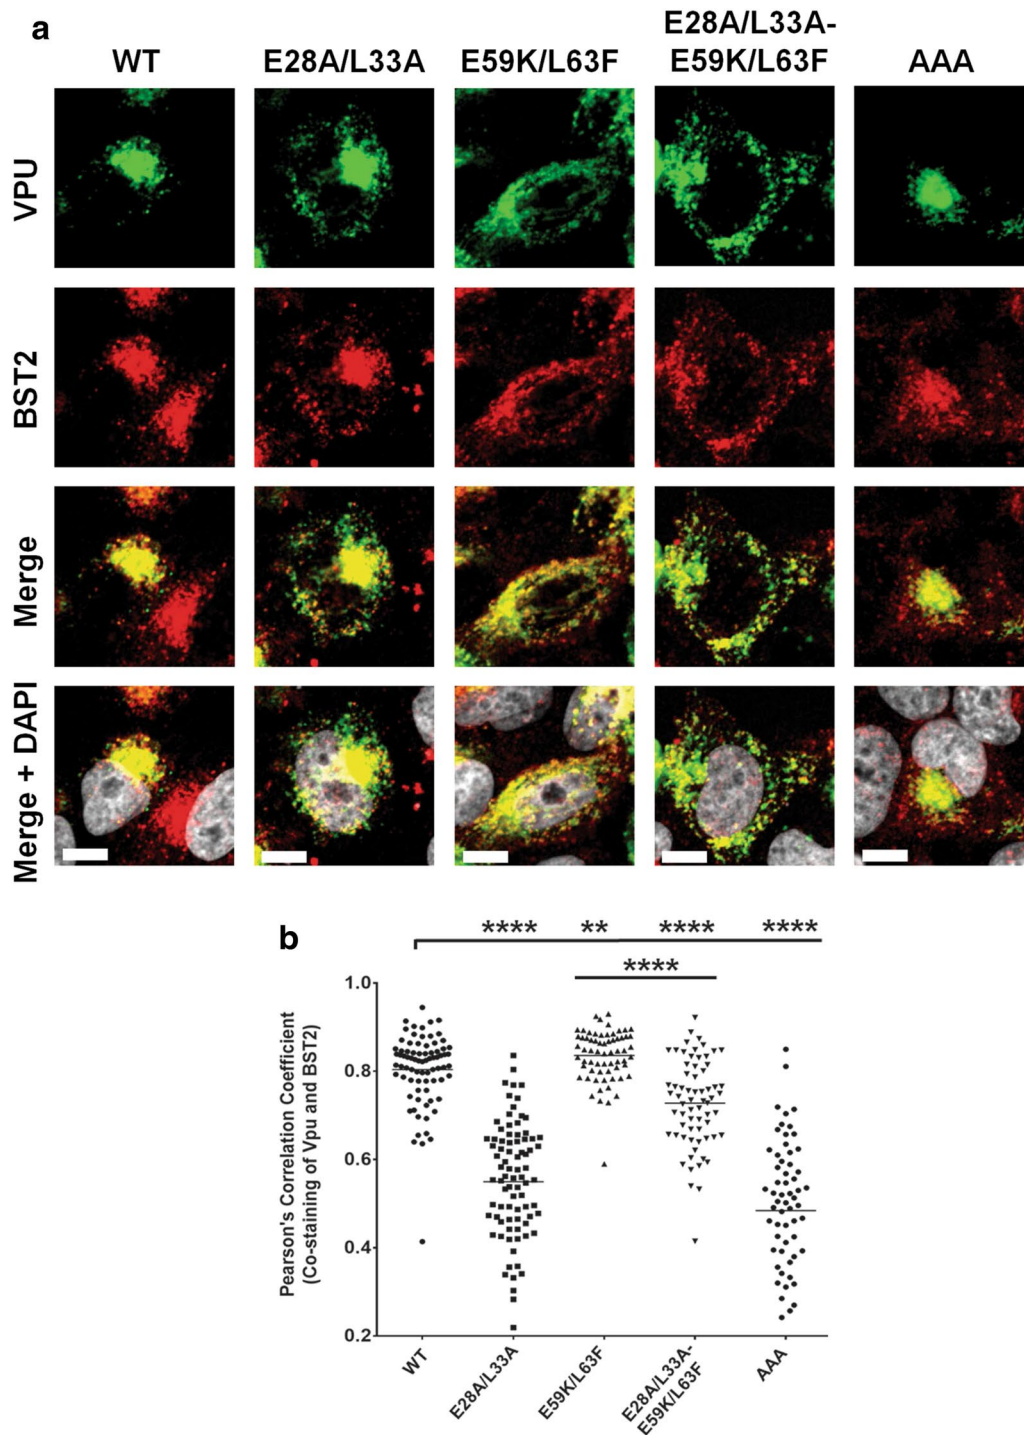 a
WT
E28A/L33A
E59K/L63F
E28A/L33A-
E59K/L63F
AAA
VPU
BST2
Merge
Merge + DAPI
b
**** ** **** ****
****
Pearson's Correlation Coefficient
(Co-staining of Vpu and BST2)
1.0
0.8
0.6
0.4
0.2
WT
E28A/L33A
E59K/L63F
E28A/L33A-
E59K/L63F
AAA